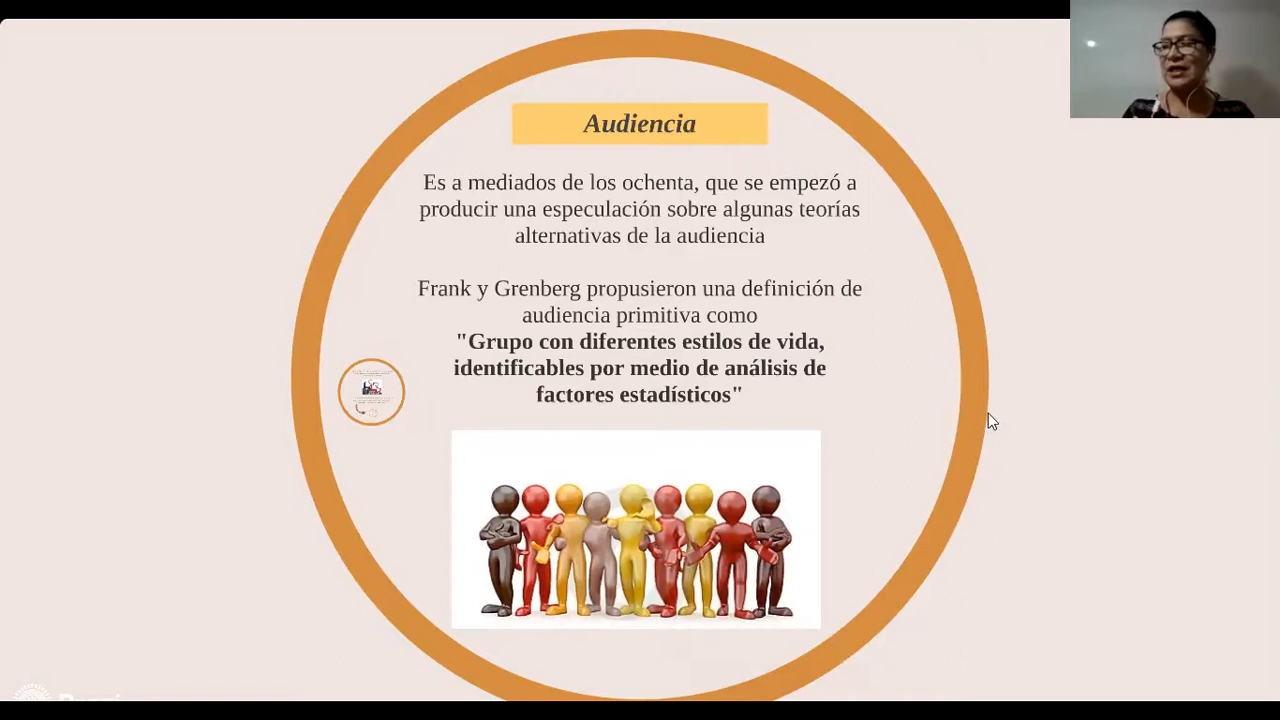 Audiencia
Es a mediados de los ochenta, que se empezó a
producir una especulación sobre algunas teorías
alternativas de la audiencia
Frank y Grenberg propusieron una definición de
audiencia primitiva como
"Grupo con diferentes estilos de vida,
identificables por medio de análisis de
factores estadísticos"